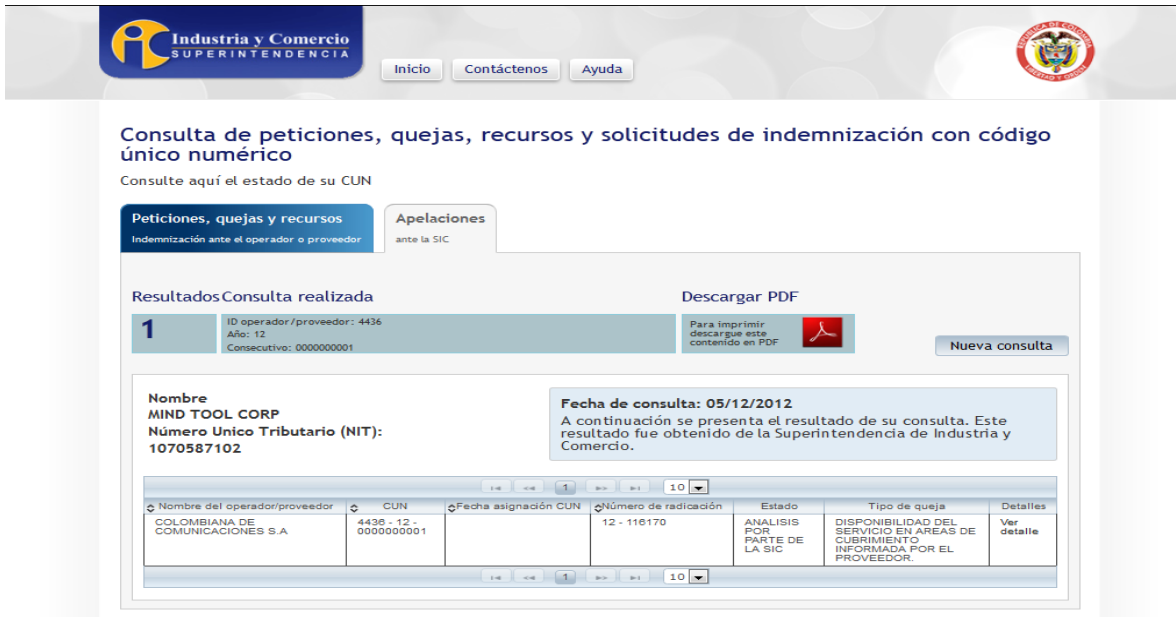 Industria y Comercio
SUPERINTENDENCIA
Inicio Contáctenos Ayuda
REPUBLICA DE COLOMBIA
LIBERTAD Y ORDEN
Consulta de peticiones, quejas, recursos y solicitudes de indemnización con código
único numérico
Consulte aquí el estado de su CUN
Peticiones, quejas y recursos
Indemnización ante el operador o proveedor
Apelaciones
ante la SIC
Resultados Consulta realizada Descargar PDF
1
ID operador/proveedor: 4436
Año: 12
Consecutivo: 0000000001
Para imprimir
descargue este
contenido en PDF
Nueva consulta
Nombre
MIND TOOL CORP
Número Unico Tributario (NIT):
1070587102
Fecha de consulta: 05/12/2012
A continuación se presenta el resultado de su consulta. Este
resultado fue obtenido de la Superintendencia de Industria y
Comercio.
1 10
Nombre del operador/proveedor CUN Fecha asignación CUN Número de radicación Estado Tipo de queja Detalles
COLOMBIANA DE
COMUNICACIONES S.A
4436 - 12 -
0000000001
12 - 116170
ANALISIS
POR
PARTE DE
LA SIC
DISPONIBILIDAD DEL
SERVICIO EN AREAS DE
CUBRIMIENTO
INFORMADA POR EL
PROVEEDOR.
Ver
detalle
1 10